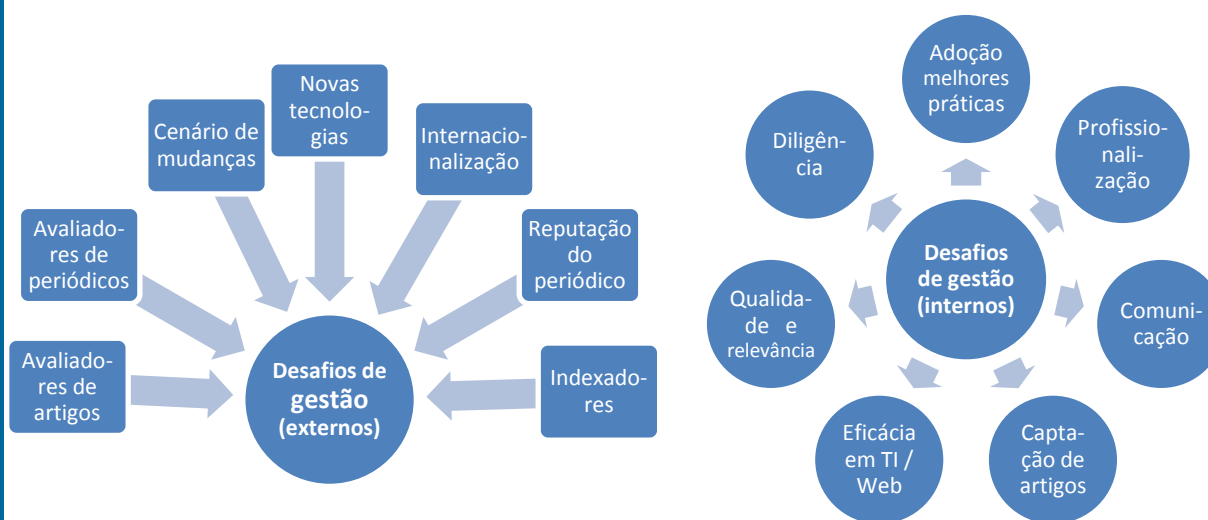 Avaliado-
res de
artigos
Avaliado-
res de
periódicos
Cenário de
mudanças
Novas
tecnolo-
gias
Internacio-
nalização
Reputação
do
periódico
Indexado-
res
Desafios de
gestão
(externos)
Adoção
melhores
práticas
Profissio-
nali-
zação
Comuni-
cação
Capta-
ção de
artigos
Eficácia
em TI /
Web
Qualida-
de e
relevância
Diligên-
cia
Desafios
de gestão
(internos)